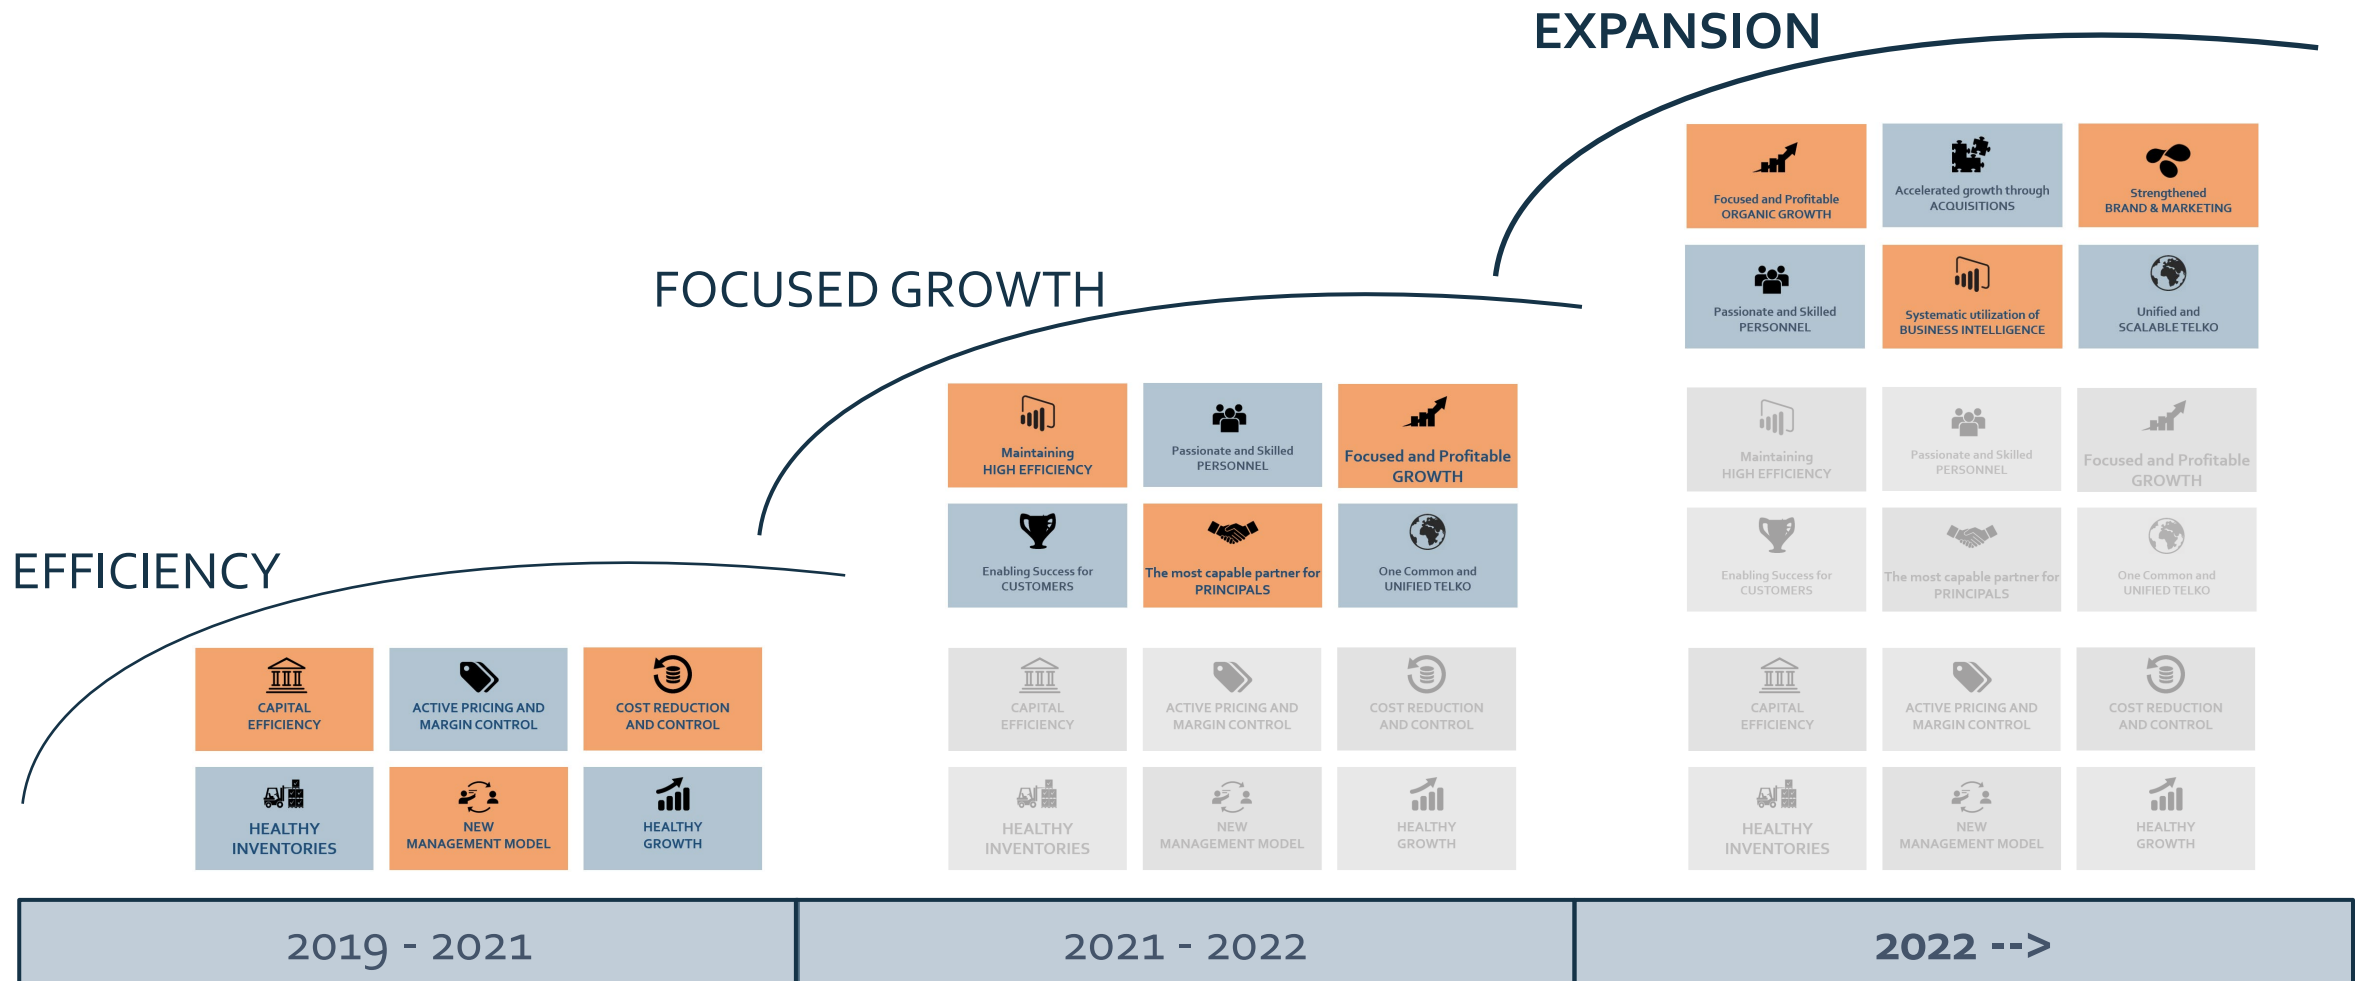 EXPANSION
Focused and Profitable
ORGANIC GROWTH
Accelerated growth through
ACQUISITIONS
Strengthened
BRAND & MARKETING
Passionate and Skilled
PERSONNEL
Systematic utilization of
BUSINESS INTELLIGENCE
Unified and
SCALABLE TELKO
FOCUSED GROWTH
Maintaining
HIGH EFFICIENCY
Passionate and Skilled
PERSONNEL
Focused and Profitable
GROWTH
Maintaining
HIGH EFFICIENCY
Passionate and Skilled
PERSONNEL
Focused and Profitable
GROWTH
Enabling Success for
CUSTOMERS
The most capable partner for
PRINCIPALS
One Common and
UNIFIED TELKO
Enabling Success for
CUSTOMERS
The most capable partner for
PRINCIPALS
One Common and
UNIFIED TELKO
EFFICIENCY
CAPITAL
EFFICIENCY
ACTIVE PRICING AND
MARGIN CONTROL
COST REDUCTION
AND CONTROL
CAPITAL
EFFICIENCY
ACTIVE PRICING AND
MARGIN CONTROL
COST REDUCTION
AND CONTROL
CAPITAL
EFFICIENCY
ACTIVE PRICING AND
MARGIN CONTROL
COST REDUCTION
AND CONTROL
HEALTHY
INVENTORIES
NEW
MANAGEMENT MODEL
HEALTHY
GROWTH
HEALTHY
INVENTORIES
NEW
MANAGEMENT MODEL
HEALTHY
GROWTH
HEALTHY
INVENTORIES
NEW
MANAGEMENT MODEL
HEALTHY
GROWTH
2019 - 2021
2021 - 2022
2022 -->